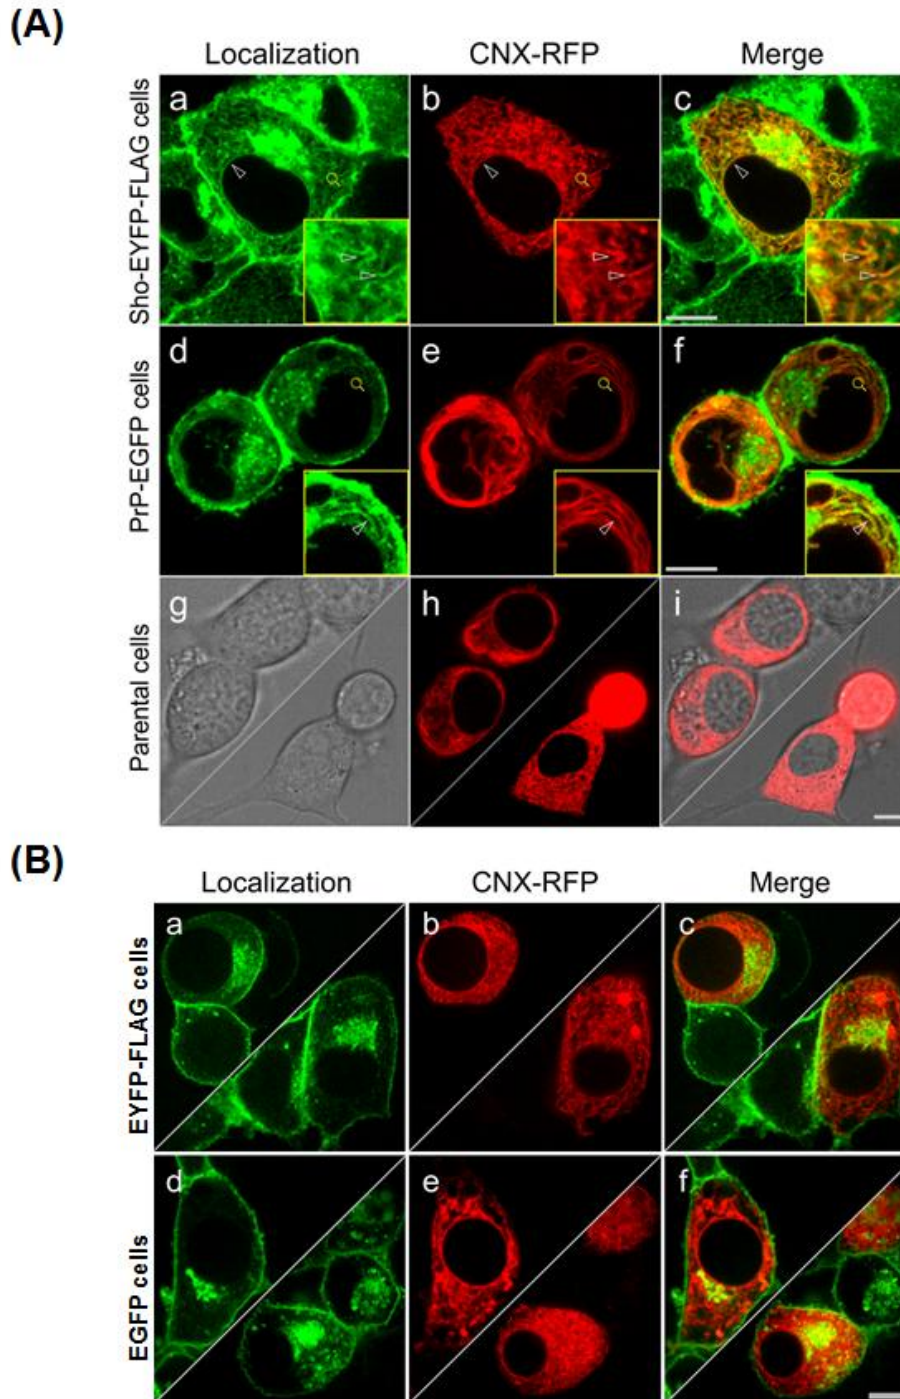 (A)
Localization CNX-RFP Merge
Sho-EYFP-FLAG cells
a b c
PrP-EGFP cells
d e f
Parental cells
g h i
(B)
Localization CNX-RFP Merge
EYFP-FLAG cells
a b c
EGFP cells
d e f